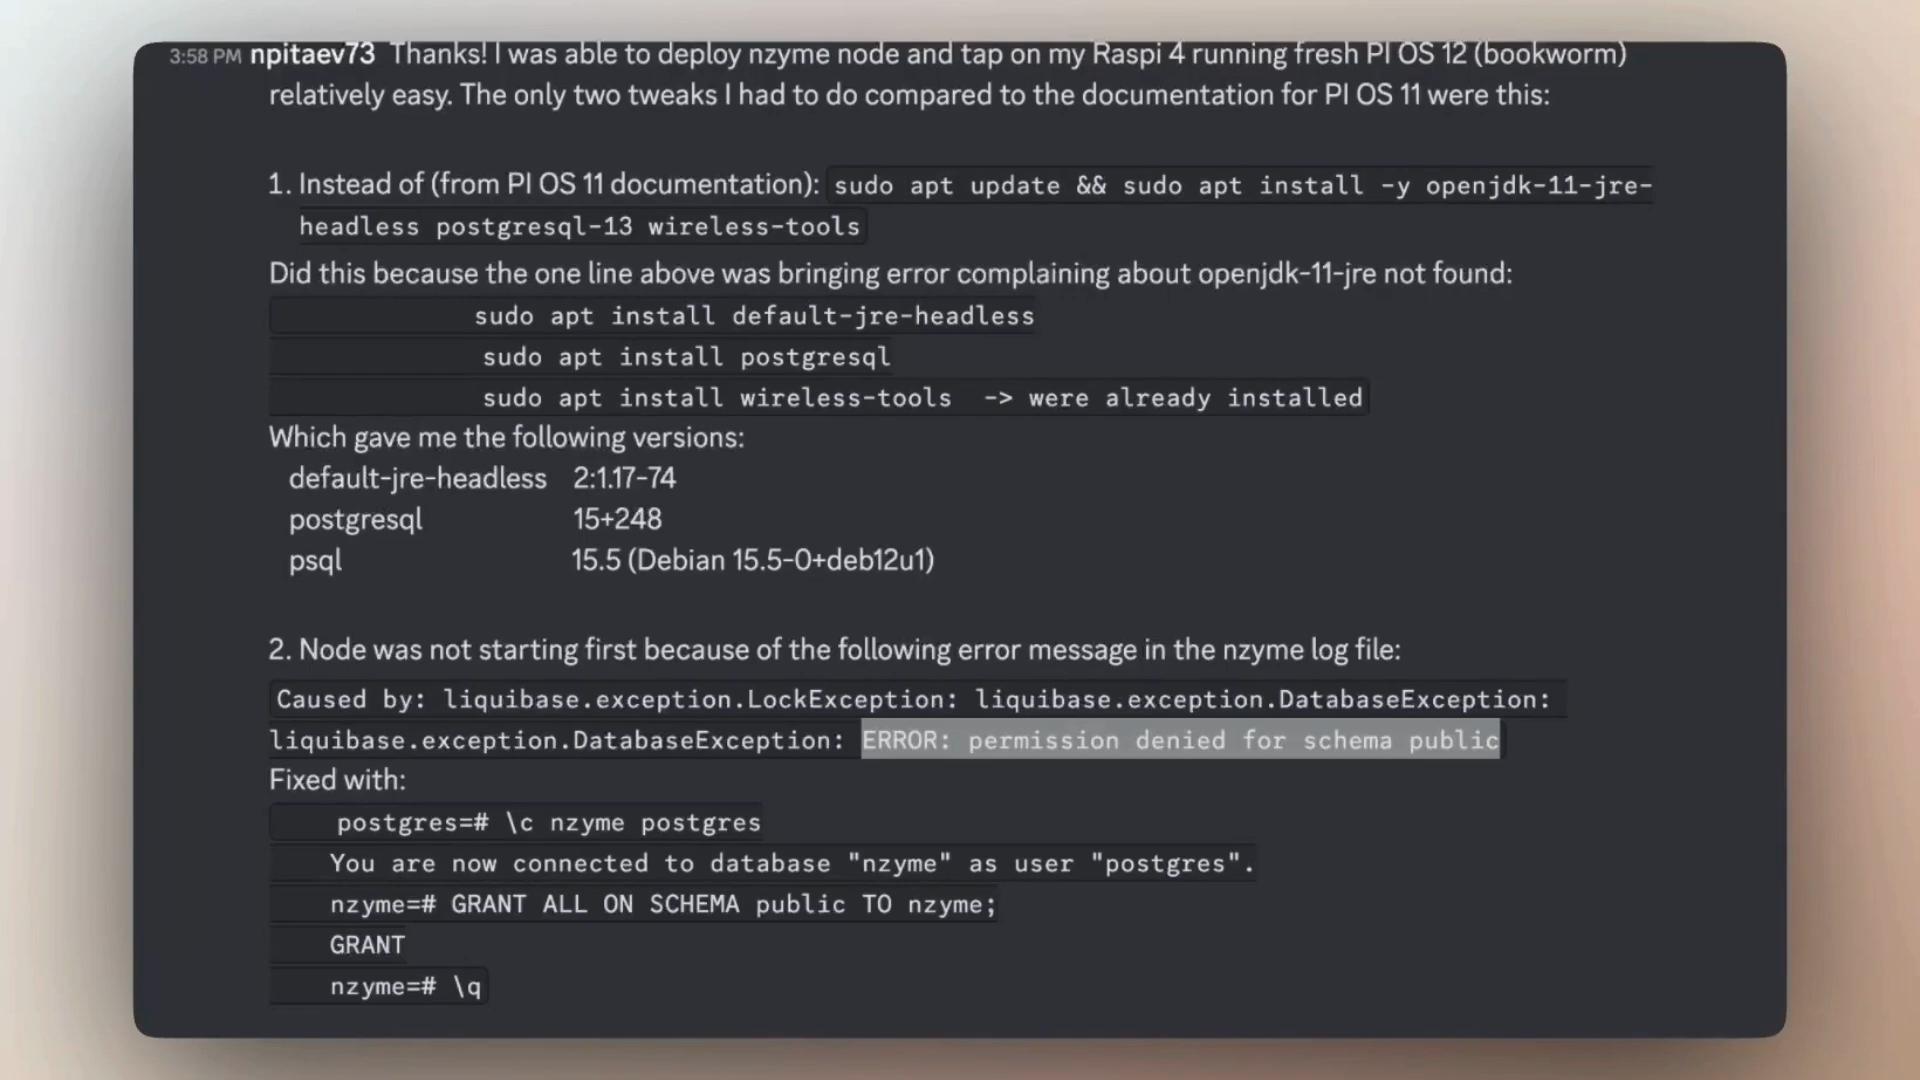 3:58 PM npitaev73 Thanks! I was able to deploy nzyme node and tap on my Raspi 4 running fresh PI OS 12 (bookworm)
relatively easy. The only two tweaks I had to do compared to the documentation for PI OS 11 were this:
1. Instead of (from PI OS 11 documentation): sudo apt update && sudo apt install -y openjdk-11-jre-
headless postgresql-13 wireless-tools
Did this because the one line above was bringing error complaining about openjdk-11-jre not found:
sudo apt install default-jre-headless
sudo apt install postgresql
sudo apt install wireless-tools -> were already installed
Which gave me the following versions:
default-jre-headless 2:1.17-74
postgresql 15+248
psql 15.5 (Debian 15.5-0+deb12u1)
2. Node was not starting first because of the following error message in the nzyme log file:
Caused by: liquibase.exception.LockException: liquibase.exception.DatabaseException:
liquibase.exception.DatabaseException: ERROR: permission denied for schema public
Fixed with:
postgres=# \c nzyme postgres
You are now connected to database "nzyme" as user "postgres".
nzyme=# GRANT ALL ON SCHEMA public TO nzyme;
GRANT
nzyme=# \q